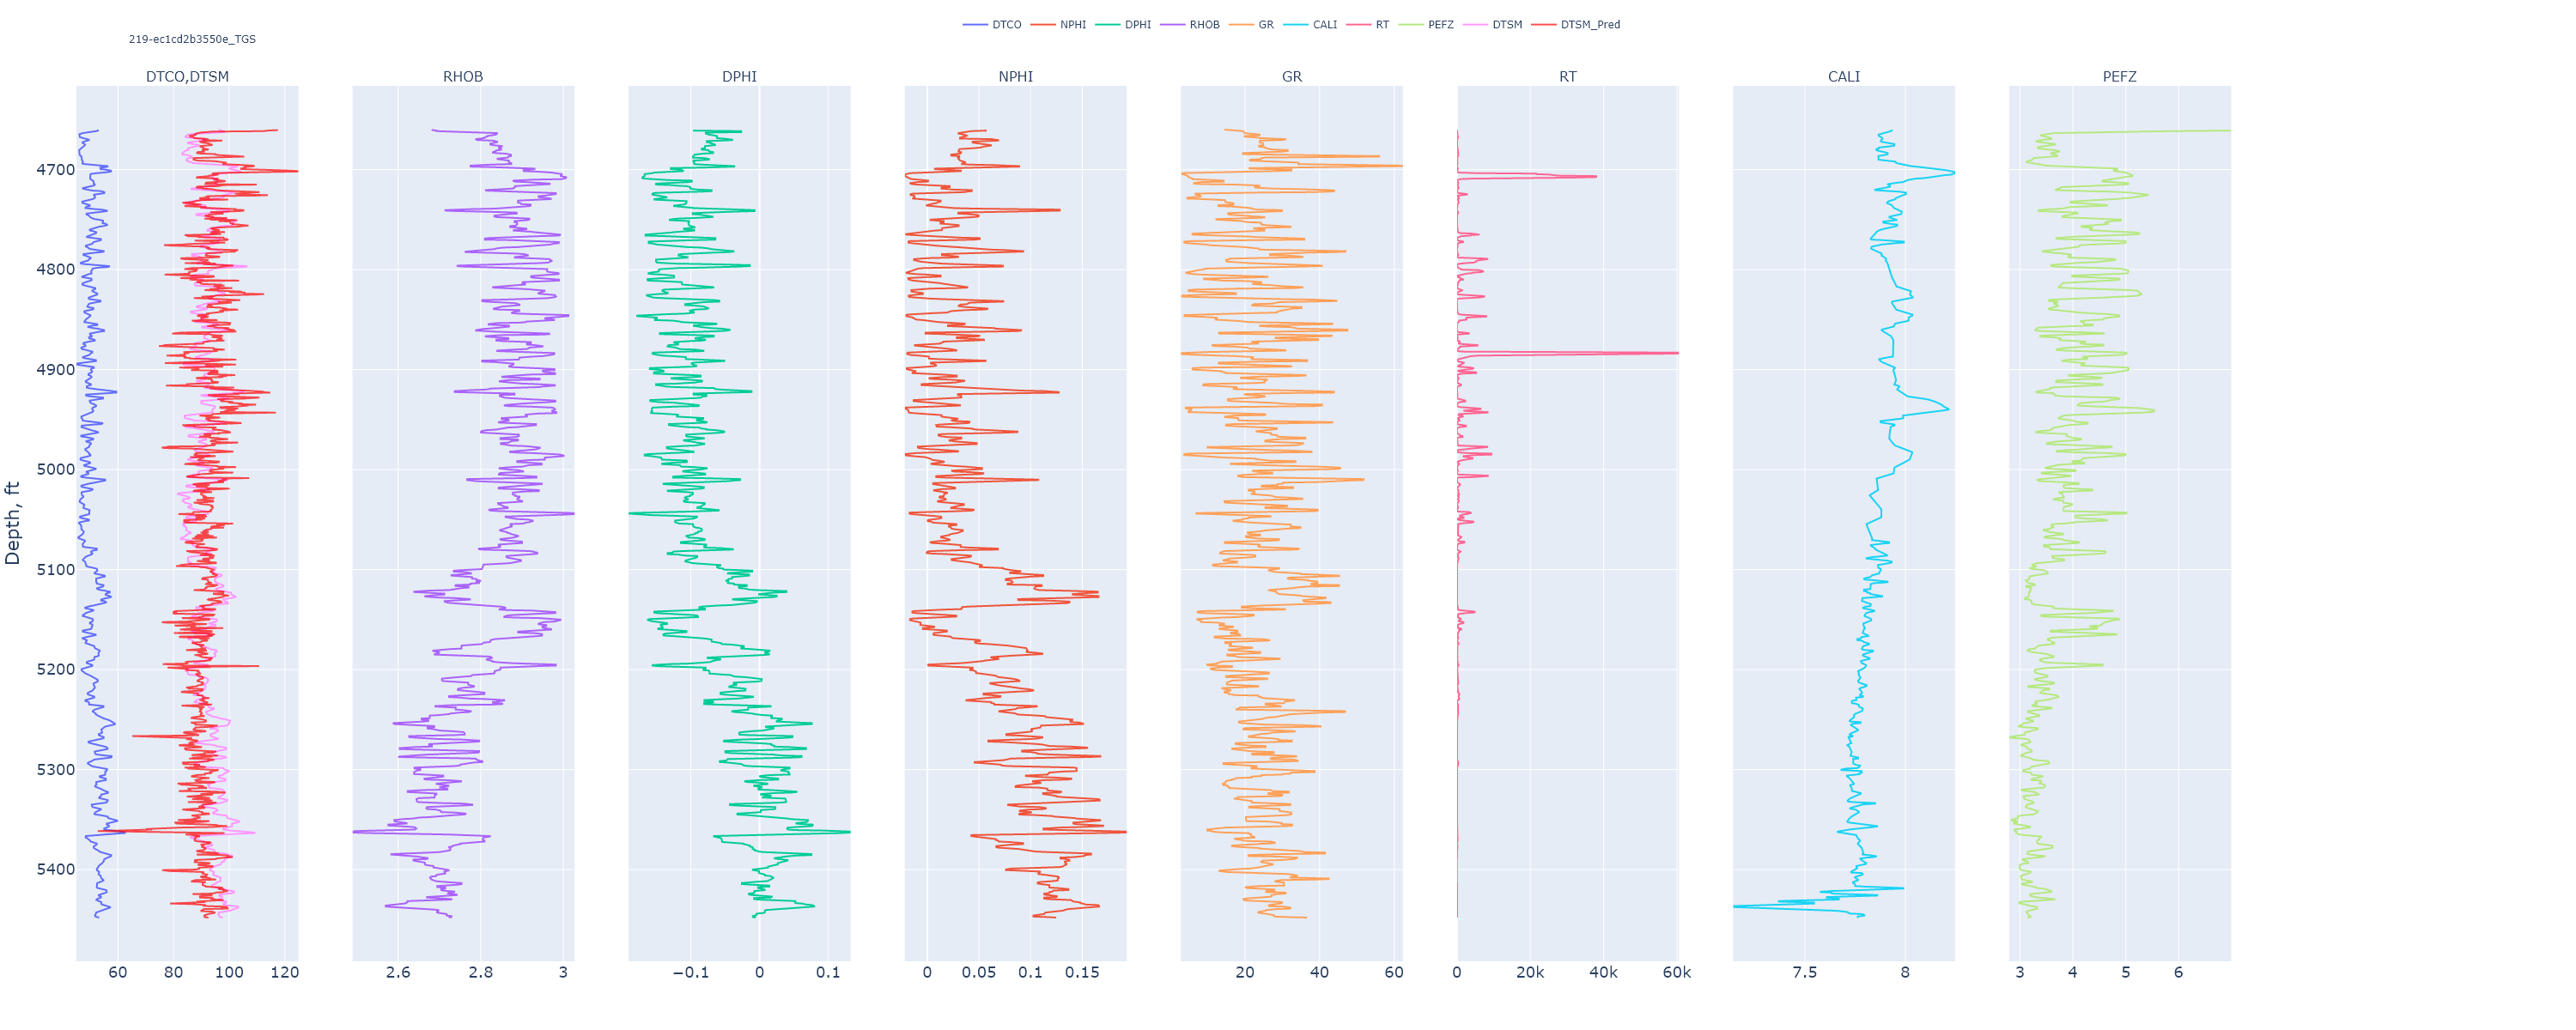 DTCO NPHI DPHI RHOB GR CALI RT PEFZ DTSM DTSM_Pred
219-ec1cd2b3550e_TGS
DTCO,DTSM RHOB DPHI NPHI GR RT CALI PEFZ
4700
4800
4900
5000
Depth, ft
5100
5200
5300
5400
60 80 100 120 2.6 2.8 3 −0.1 0 0.1 0 0.05 0.1 0.15 20 40 60 0 20k 40k 60k 7.5 8 3 4 5 6